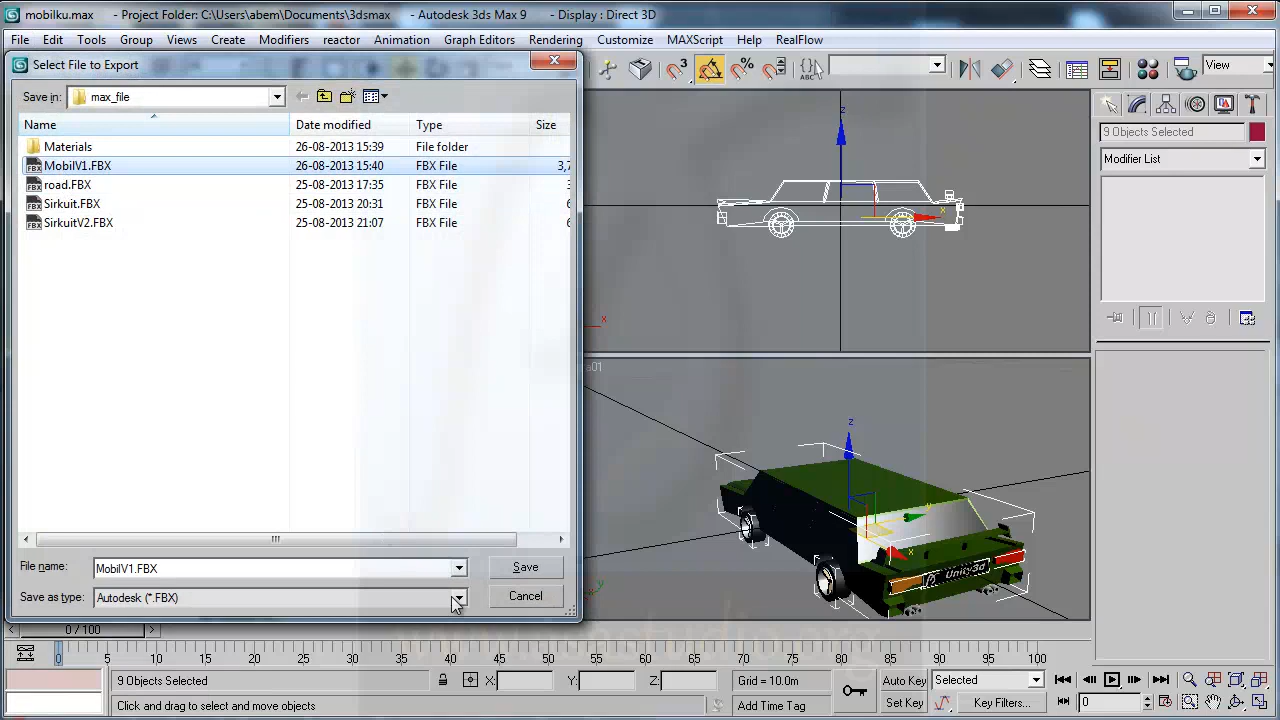 mobilku.max - Project Folder: C:\Users\abem\Documents\3dsmax - Autodesk 3ds Max 9 - Display : Direct 3D
File Edit Tools Group Views Create Modifiers reactor Animation Graph Editors Rendering Customize MAXScript Help RealFlow
Select File to Export
3 % ABC View
Save in: max_file
Name Date modified Type Size
Materials 26-08-2013 15:39 File folder
MobilV1.FBX 26-08-2013 15:40 FBX File 3,7
road.FBX 25-08-2013 17:35 FBX File
Sirkuit.FBX 25-08-2013 20:31 FBX File 6
SirkuitV2.FBX 25-08-2013 21:07 FBX File 6
File name: MobilV1.FBX Save
Save as type: Autodesk (*.FBX) Cancel
9 Objects Selected
Modifier List
z
x
x
a01
z
y
x
Unity3d
y
0 / 100
0 5 10 15 20 25 30 35 40 45 50 55 60 65 70 75 80 85 90 95 100
9 Objects Selected X: Y: Z: Grid = 10.0m Auto Key Selected
Click and drag to select and move objects Add Time Tag Set Key Key Filters... 0